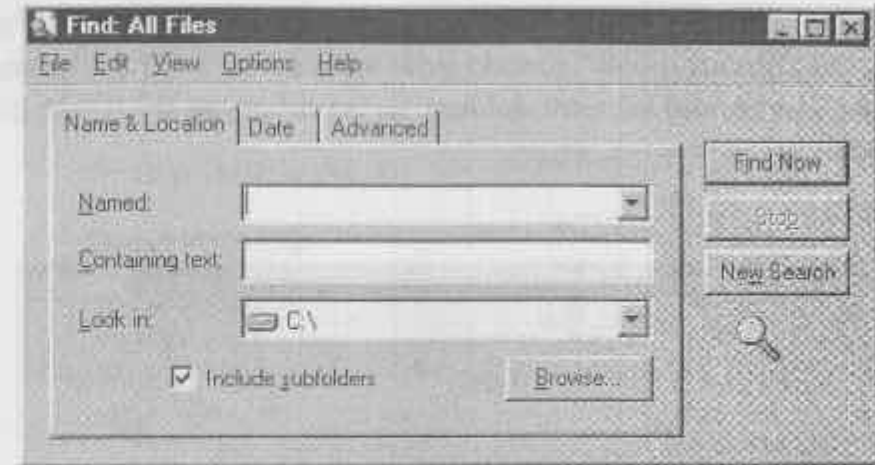 Find: All Files
File Edit View Options Help
Name & Location Date Advanced
Named:
Containing text:
Look in: C:\
Include subfolders
Browse...
Find Now
Stop
New Search